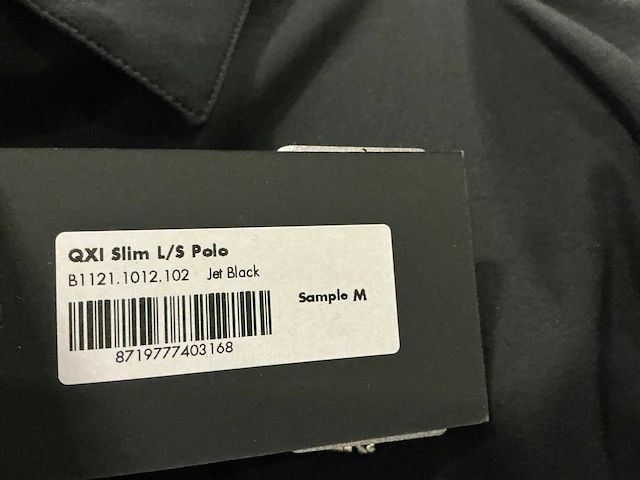 QXI Slim L/S Polo
B1121.1012.102 Jet Black
Sample M
8719777403168